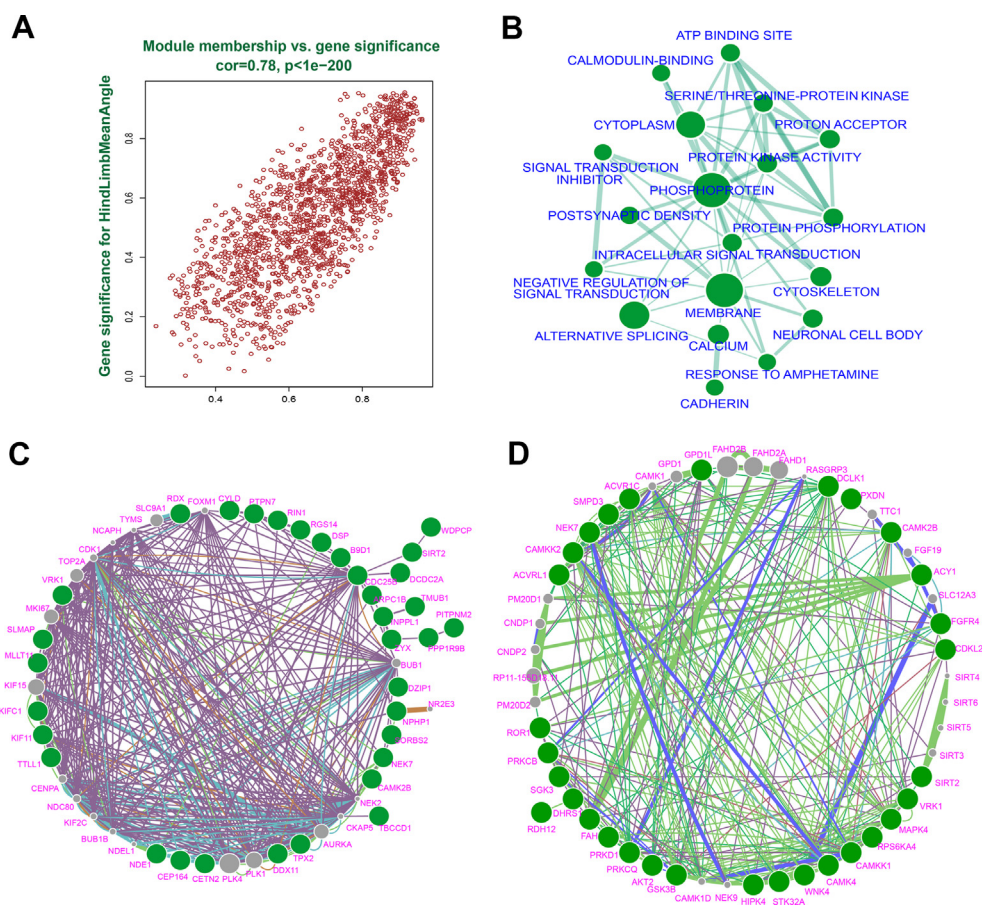 A
Module membership vs. gene significance
cor=0.78, p<1e−200
Gene significance for HindLimbMeanAngle
0.0
0.2
0.4
0.6
0.8
0.4
0.6
0.8
B
ATP BINDING SITE
CALMODULIN-BINDING
SERINE/THREONINE-PROTEIN KINASE
CYTOPLASM
PROTON ACCEPTOR
PROTEIN KINASE ACTIVITY
SIGNAL TRANSDUCTION
INHIBITOR
PHOSPHOPROTEIN
POSTSYNAPTIC DENSITY
PROTEIN PHOSPHORYLATION
INTRACELLULAR SIGNAL TRANSDUCTION
NEGATIVE REGULATION OF
SIGNAL TRANSDUCTION
CYTOSKELETON
MEMBRANE
ALTERNATIVE SPLICING
NEURONAL CELL BODY
CALCIUM
RESPONSE TO AMPHETAMINE
CADHERIN
C
RDX
SLC9A1
FOXM1
CYLD
PTPN7
RIN1
RGS14
DSP
B9D1
CDC25B
WDPCP
SIRT2
DCDC2A
TMUB1
INPPL1
PITPNM2
ZYX
PPP1R9B
BUB1
DZIP1
NR2E3
NPHP1
NEK7
CAMK2B
NEK2
TBCCD1
CKAP5
AURKA
TPX2
DDX11
PLK1
PLK4
CETN2
CEP164
NDE1
NDEL1
BUB1B
KIF2C
NDC80
CENPA
TTLL1
KIF11
KIFC1
KIF15
MLLT11
SLMAP
MKI67
VRK1
TOP2A
CDK1
NCAPH
TYMS
D
FAHD2B
FAHD2A
FAHD1
RASGRP3
DCLK1
PXDN
TTC1
CAMK2B
FGF19
ACY1
SLC12A3
FGFR4
CDKL2
SIRT4
SIRT6
SIRT5
SIRT3
SIRT2
VRK1
MAPK4
RPS6KA4
CAMKK1
CAMK4
WNK4
STK32A
HIPK4
NEK9
CAMK1D
GSK3B
AKT2
PRKCQ
PRKD1
FAH
DHRS1
RDH12
SGK3
PRKCB
ROR1
PM20D2
CNDP2
CNDP1
PM20D1
ACVRL1
CAMKK2
NEK7
SMPD3
ACVR1C
CAMK1
GPD1
GPD1L